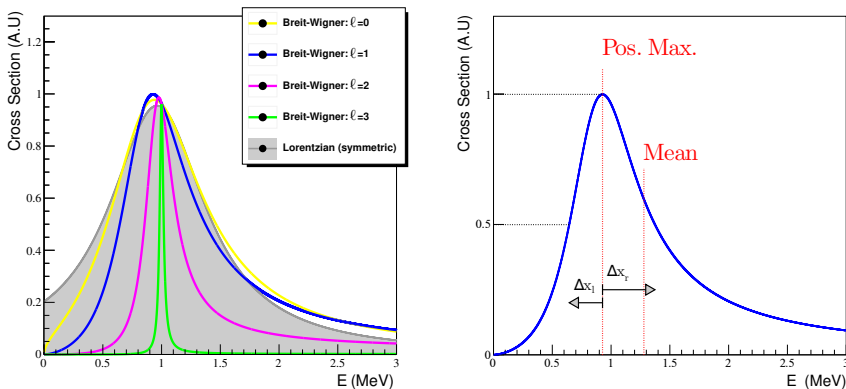 Cross Section (A.U)
1.2
1
0.8
0.6
0.4
0.2
0
0 0.5 1 1.5 2 2.5 3
E (MeV)
Breit-Wigner: ℓ=0
Breit-Wigner: ℓ=1
Breit-Wigner: ℓ=2
Breit-Wigner: ℓ=3
Lorentzian (symmetric)
Cross Section (A.U)
1
0.5
0
0 0.5 1 1.5 2 2.5 3
E (MeV)
Pos. Max.
Mean
Δx_l
Δx_r